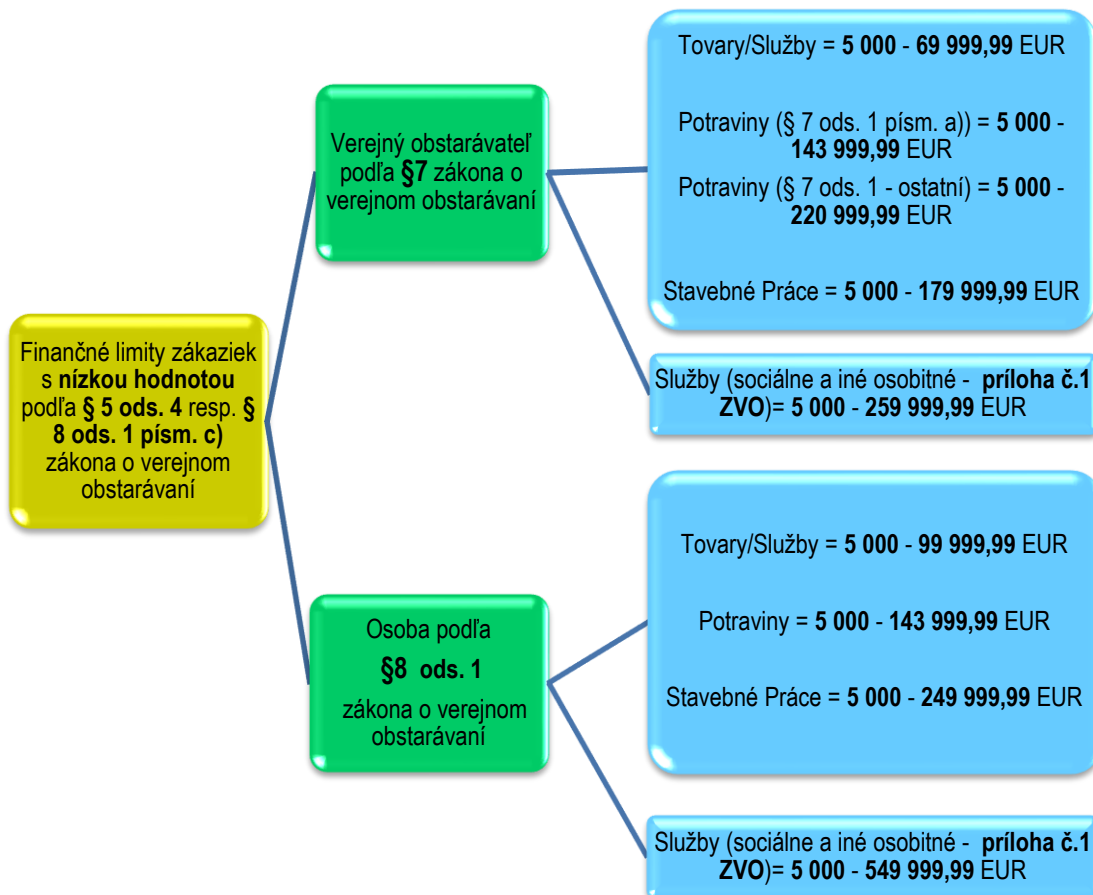 Finančné limity zákaziek
s nízkou hodnotou
podľa § 5 ods. 4 resp. §
8 ods. 1 písm. c)
zákona o verejnom
obstarávaní
Verejný obstarávateľ
podľa §7 zákona o
verejnom obstarávaní
Tovary/Služby = 5 000 - 69 999,99 EUR
Potraviny (§ 7 ods. 1 písm. a)) = 5 000 -
143 999,99 EUR
Potraviny (§ 7 ods. 1 - ostatní) = 5 000 -
220 999,99 EUR
Stavebné Práce = 5 000 - 179 999,99 EUR
Služby (sociálne a iné osobitné - príloha č.1
ZVO)= 5 000 - 259 999,99 EUR
Osoba podľa
§8 ods. 1
zákona o verejnom
obstarávaní
Tovary/Služby = 5 000 - 99 999,99 EUR
Potraviny = 5 000 - 143 999,99 EUR
Stavebné Práce = 5 000 - 249 999,99 EUR
Služby (sociálne a iné osobitné - príloha č.1
ZVO)= 5 000 - 549 999,99 EUR